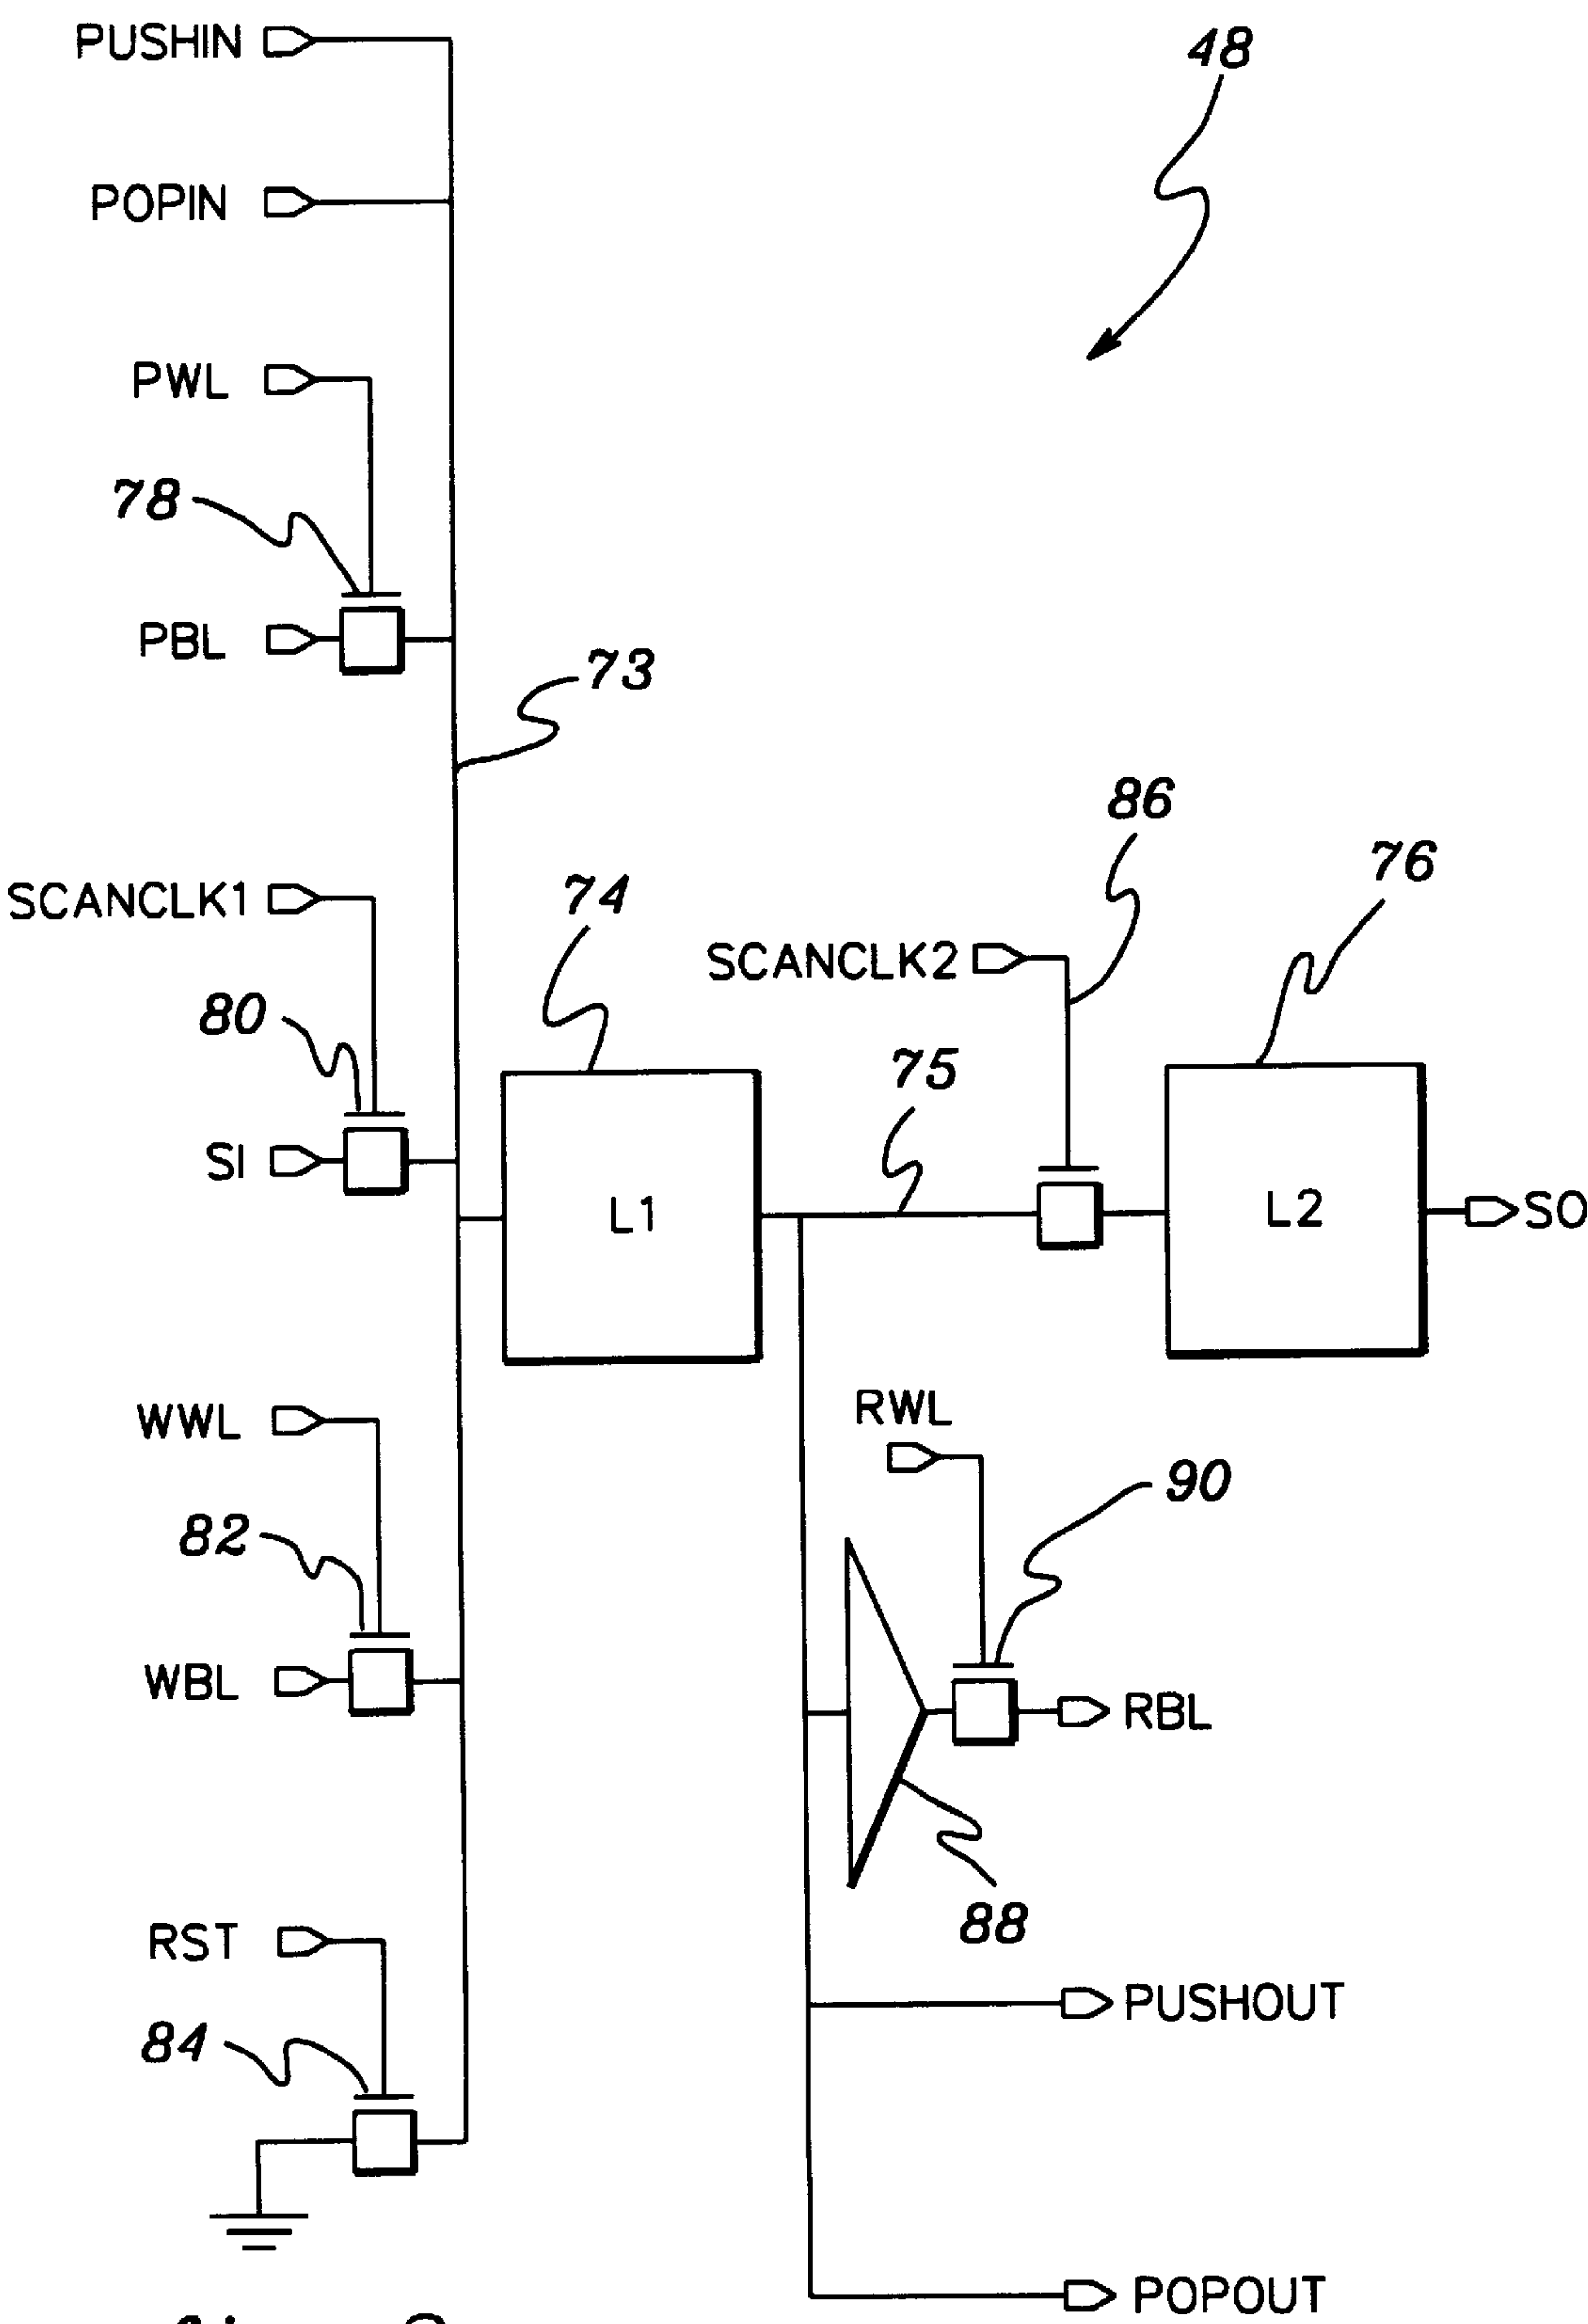 PUSHIN
48
POPIN
PWL
78
PBL
73
86
76
74
SCANCLK1
SCANCLK2
80
75
SI
L1
L2
SO
RWL
WWL
90
82
WBL
RBL
88
RST
PUSHOUT
84
POPOUT